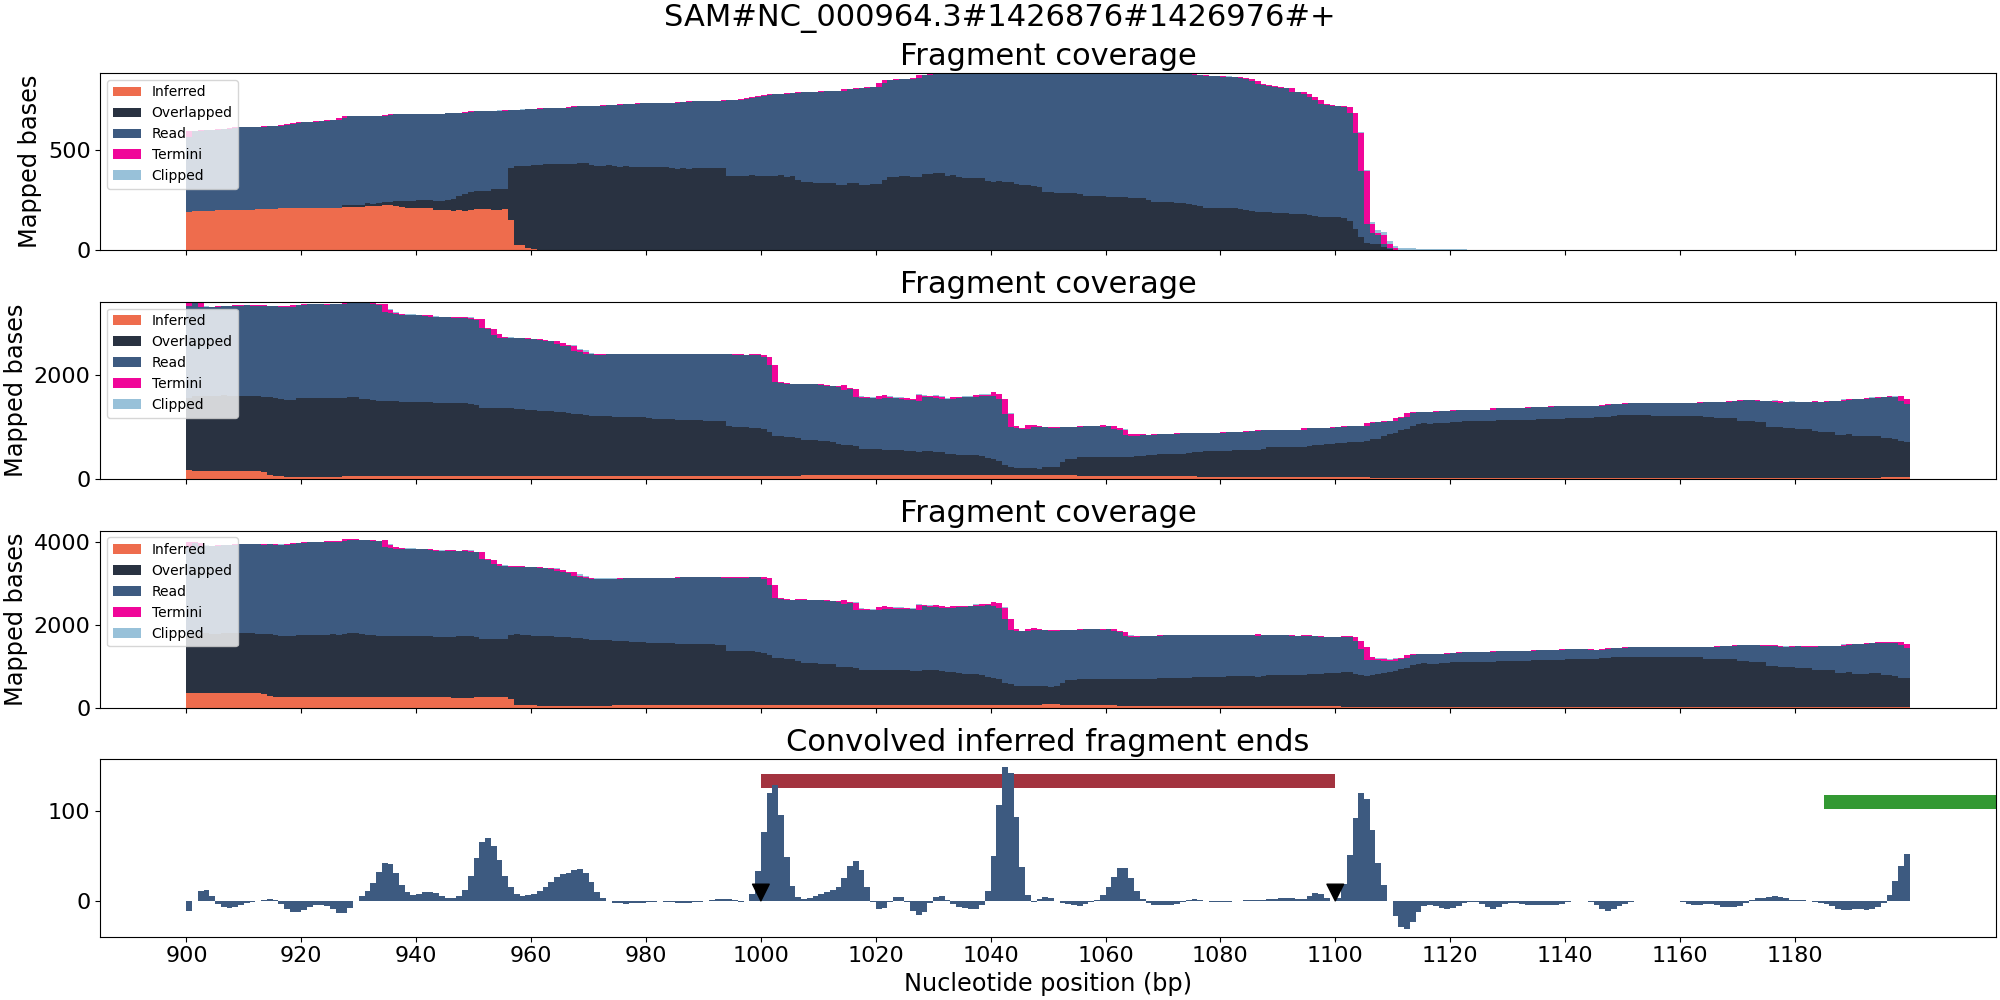 SAM#NC_000964.3#1426876#1426976#+
Fragment coverage
Mapped bases
500
0
Inferred
Overlapped
Read
Termini
Clipped
Fragment coverage
Mapped bases
2000
0
Inferred
Overlapped
Read
Termini
Clipped
Fragment coverage
Mapped bases
4000
2000
0
Inferred
Overlapped
Read
Termini
Clipped
Convolved inferred fragment ends
100
0
900 920 940 960 980 1000 1020 1040 1060 1080 1100 1120 1140 1160 1180
Nucleotide position (bp)